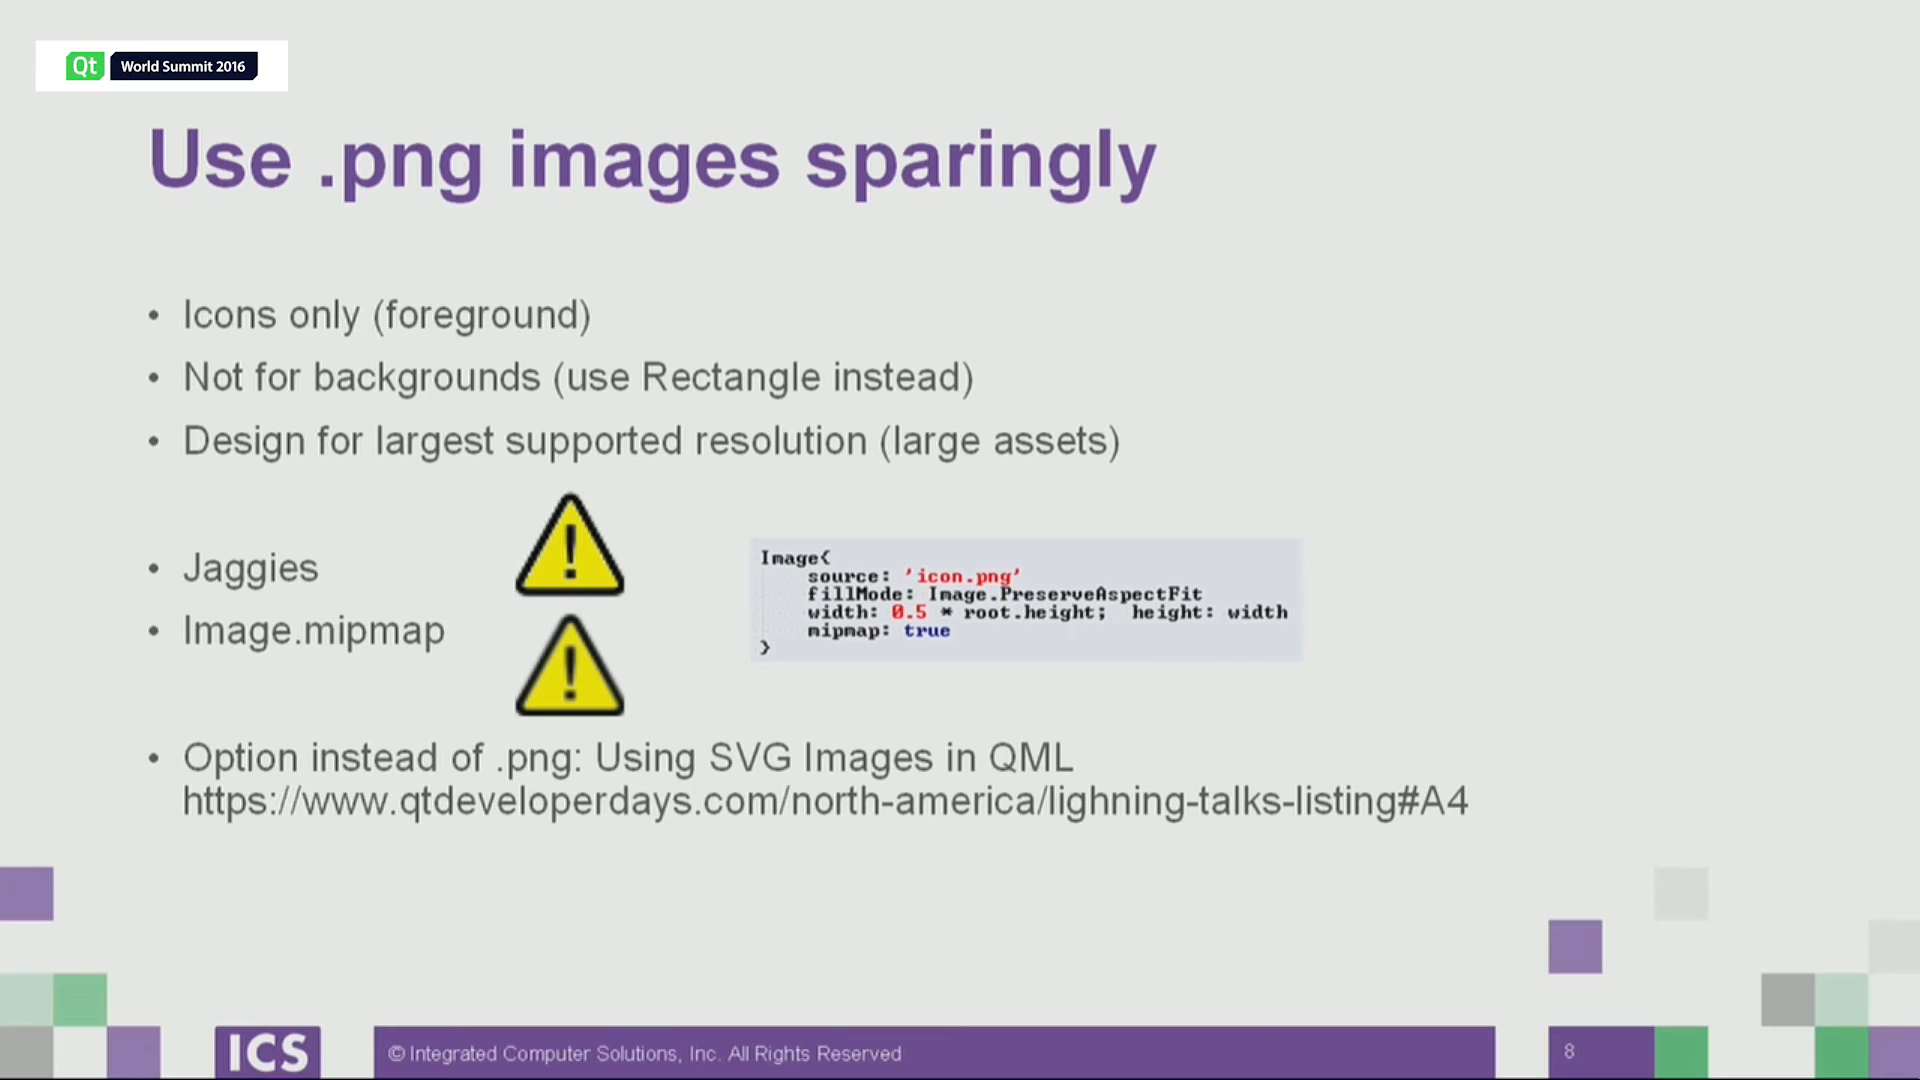 Qt World Summit 2016
Use .png images sparingly
• Icons only (foreground)
• Not for backgrounds (use Rectangle instead)
• Design for largest supported resolution (large assets)
• Jaggies
• Image.mipmap
Image{
source: 'icon.png'
fillMode: Image.PreserveAspectFit
width: 0.5 * root.height; height: width
mipmap: true
}
• Option instead of .png: Using SVG Images in QML
https://www.qtdeveloperdays.com/north-america/lighning-talks-listing#A4
ICS
© Integrated Computer Solutions, Inc. All Rights Reserved
8